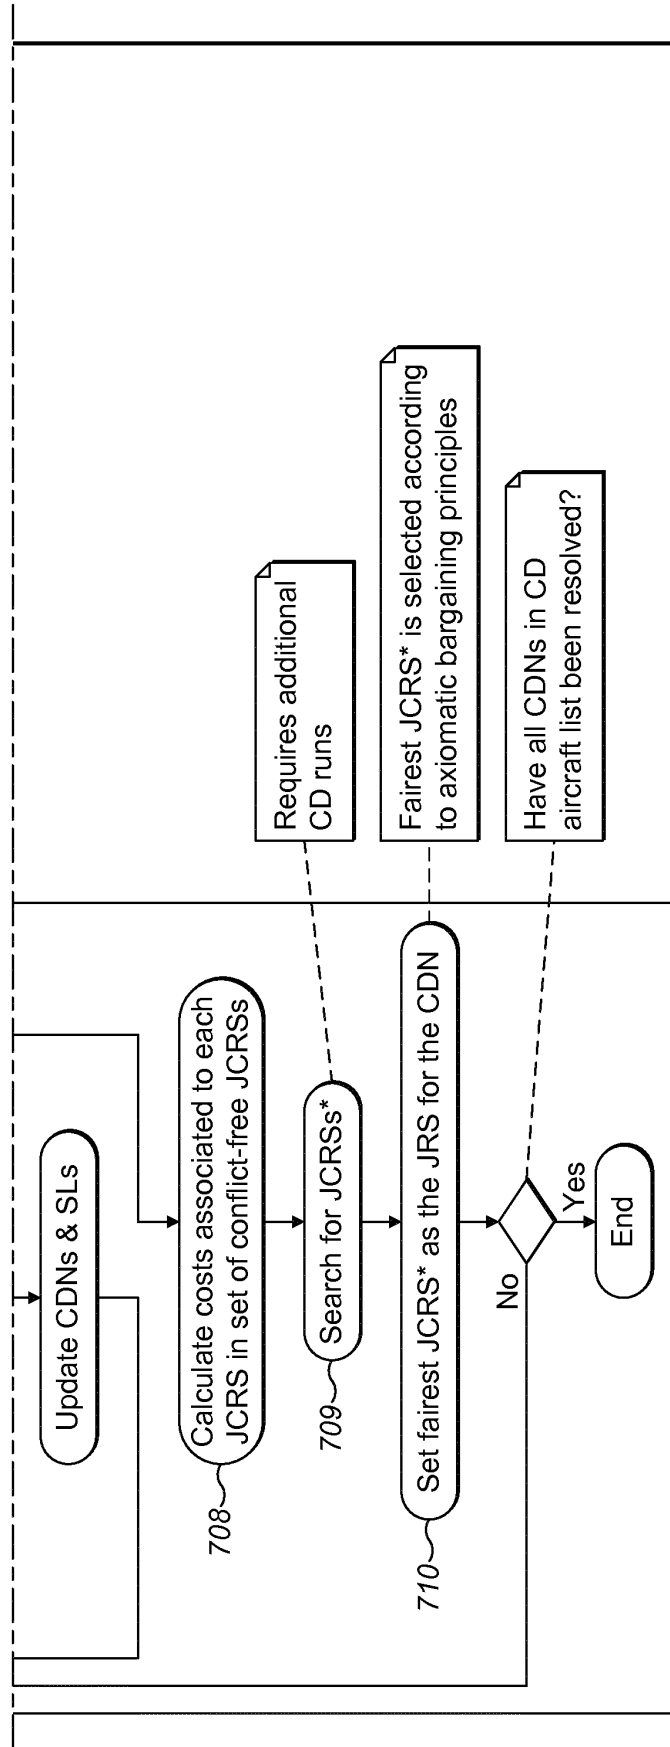 Update CDNs & SLs
Calculate costs associated to each
JCRS in set of conflict-free JCRSs
708
Search for JCRSs*
709
Requires additional
CD runs
Set fairest JCRS* as the JRS for the CDN
710
Fairest JCRS* is selected according
to axiomatic bargaining principles
Have all CDNs in CD
aircraft list been resolved?
No
Yes
End